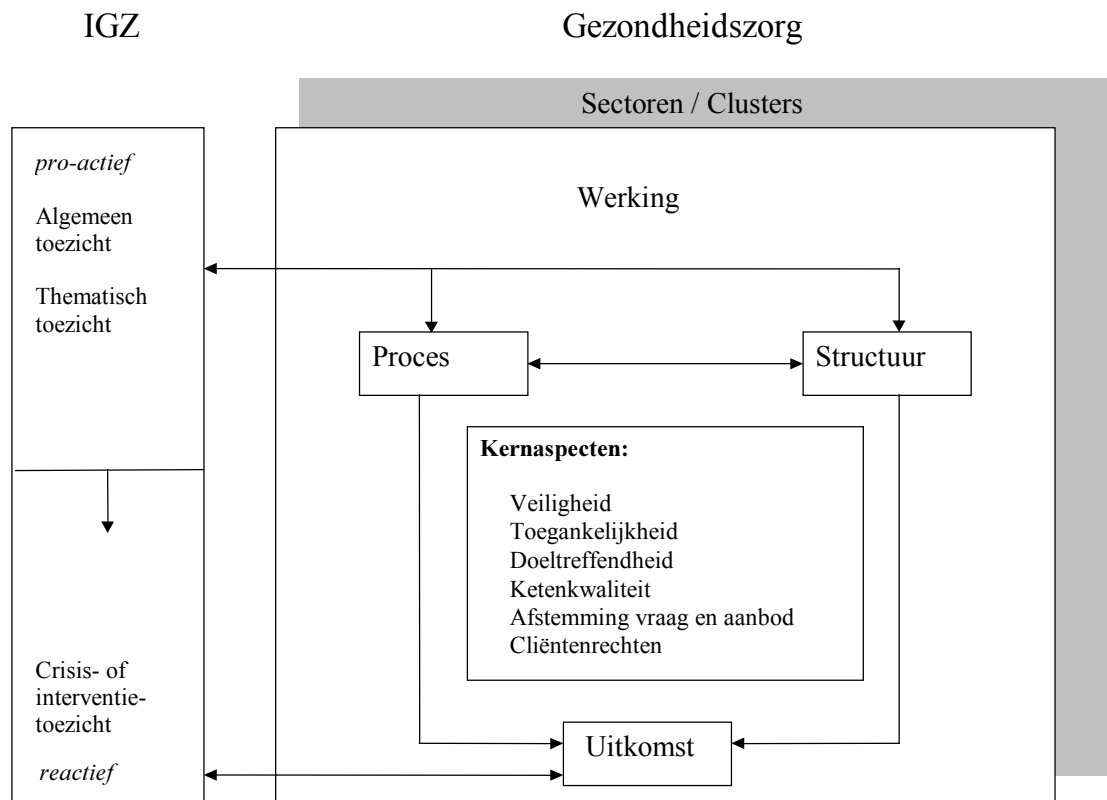 IGZ
Gezondheidszorg
Sectoren / Clusters
pro-actief
Algemeen
toezicht
Thematisch
toezicht
Crisis- of
interventie-
toezicht
reactief
Werking
Proces
Structuur
Kernaspecten:
Veiligheid
Toegankelijkheid
Doeltreffendheid
Ketenkwaliteit
Afstemming vraag en aanbod
Cliëntenrechten
Uitkomst